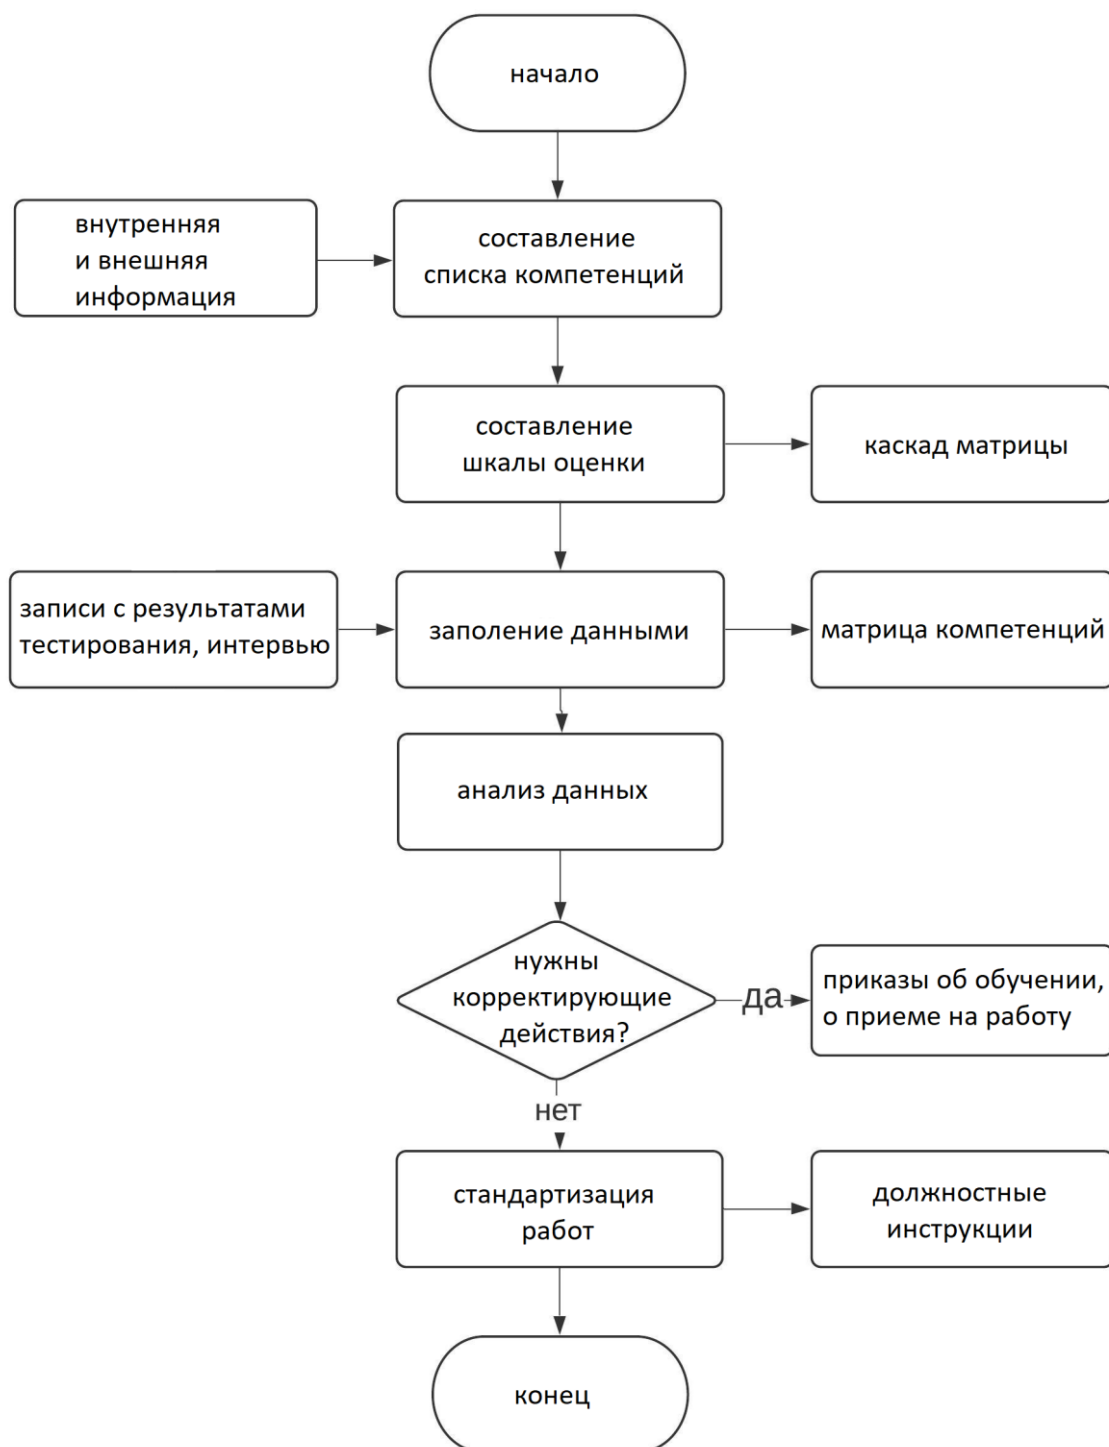 начало
внутренняя
и внешняя
информация
составление
списка компетенций
составление
шкалы оценки
каскад матрицы
записи с результатами
тестирования, интервью
заполение данными
матрица компетенций
анализ данных
нужны
корректирующие
действия?
да
приказы об обучении,
о приеме на работу
нет
стандартизация
работ
должностные
инструкции
конец